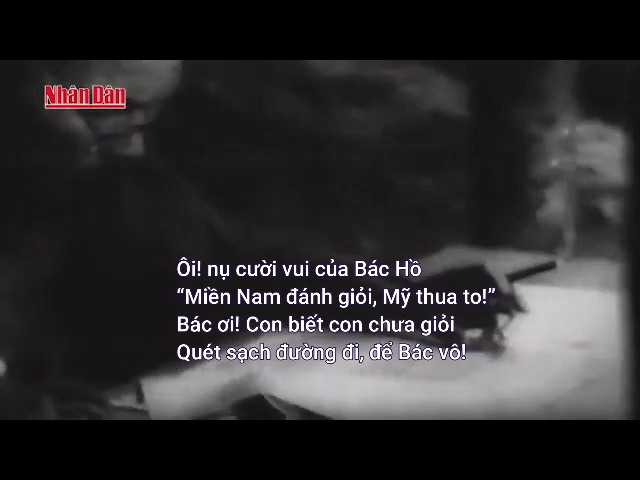 Nhân Dân
Ôi! nụ cười vui của Bác Hồ
“Miền Nam đánh giỏi, Mỹ thua to!”
Bác ơi! Con biết con chưa giỏi
Quét sạch đường đi, để Bác vô!